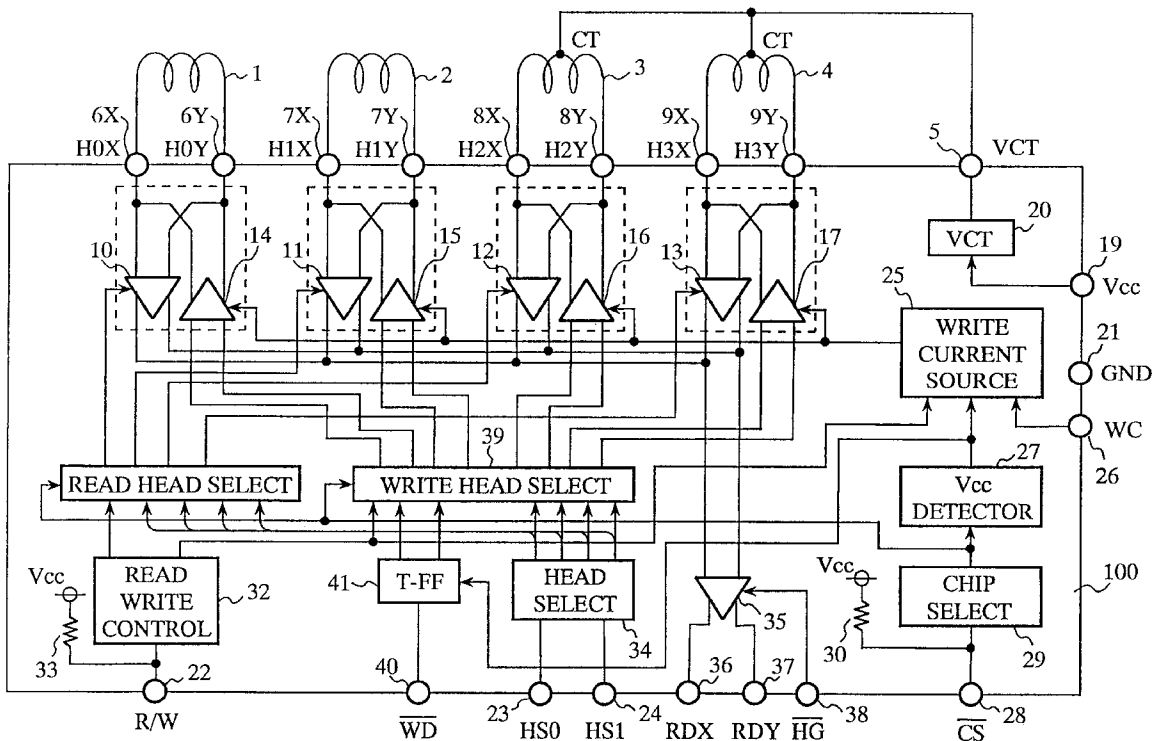 CT CT
1 2 3 4
6X 6Y 7X 7Y 8X 8Y 9X 9Y
H0X H0Y H1X H1Y H2X H2Y H3X H3Y 5 VCT
10 14 11 15 12 16 13 17
VCT 20
19
Vcc
25
WRITE
CURRENT
SOURCE
21
GND
WC
26
39
27
READ HEAD SELECT
WRITE HEAD SELECT
Vcc
DETECTOR
Vcc
READ
WRITE
CONTROL
32
33
41
T-FF
HEAD
SELECT
34
35
Vcc
30
CHIP
SELECT
29
100
22 40 23 24 36 37 38 28
R/W W̅D̅ HS0 HS1 RDX RDY H̅G̅ C̅S̅